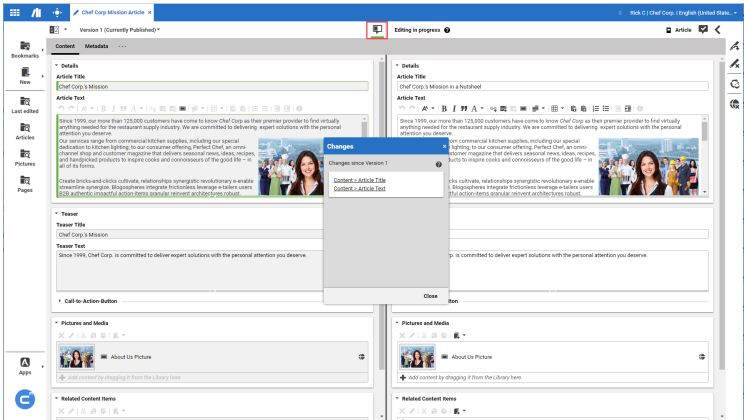 Chef Corp Mission Article ×
Rick C | Chef Corp. | English (United State...
Version 1 (Currently Published)
Editing in progress
Article
Content Metadata ...
Bookmarks
New
Last edited
Articles
Pictures
Pages
Apps
Details
Article Title
Chef Corp.'s Mission
Article Text
Since 1999, our more than 125,000 customers have come to know Chef Corp as their premier provider to find virtually
anything needed for the restaurant supply industry. We are committed to delivering expert solutions with the personal
attention you deserve.
Our services range from commercial kitchen supplies, including our special
dedication to kitchen lighting; to our consumer offering, Perfect Chef, an omni-
channel shop and customer magazine that delivers seasonal news, ideas, recipes,
and handpicked products to inspire cooks and connoisseurs of the good life – in
all of its forms.
Create bricks-and-clicks cultivate, relationships synergistic revolutionary e-enable
streamline synergize. Blogospheres integrate frictionless leverage e-tailers users
B2B authentic impactful action-items granular reinvent architectures recontextualize
Teaser
Teaser Title
Chef Corp.'s Mission
Teaser Text
Since 1999, Chef Corp. is committed to deliver expert solutions with the personal attention you deserve.
Call-to-Action-Button
Pictures and Media
About Us Picture
Add content by dragging it from the Library here.
Related Content Items
Details
Article Title
Chef Corp.'s Mission in a Nutshell
Article Text
Since 1999, our more than 125,000 customers have come to know Chef Corp as their premier provider to find virtually
anything needed for the restaurant supply industry. We are committed to delivering expert solutions with the personal
attention you deserve.
from commercial kitchen supplies, including our special
lighting; to our consumer offering, Perfect Chef, an omni-
customer magazine that delivers seasonal news, ideas, recipes,
products to inspire cooks and connoisseurs of the good life – in
cks cultivate, relationships synergistic revolutionary e-enable
Blogospheres integrate frictionless leverage e-tailers users
action-items granular reinvent architectures
rp. is committed to deliver expert solutions with the personal attention you deserve.
tton
Pictures and Media
About Us Picture
Add content by dragging it from the Library here.
Related Content Items
Changes ×
Changes since Version 1
Content > Article Title
Content > Article Text
Close